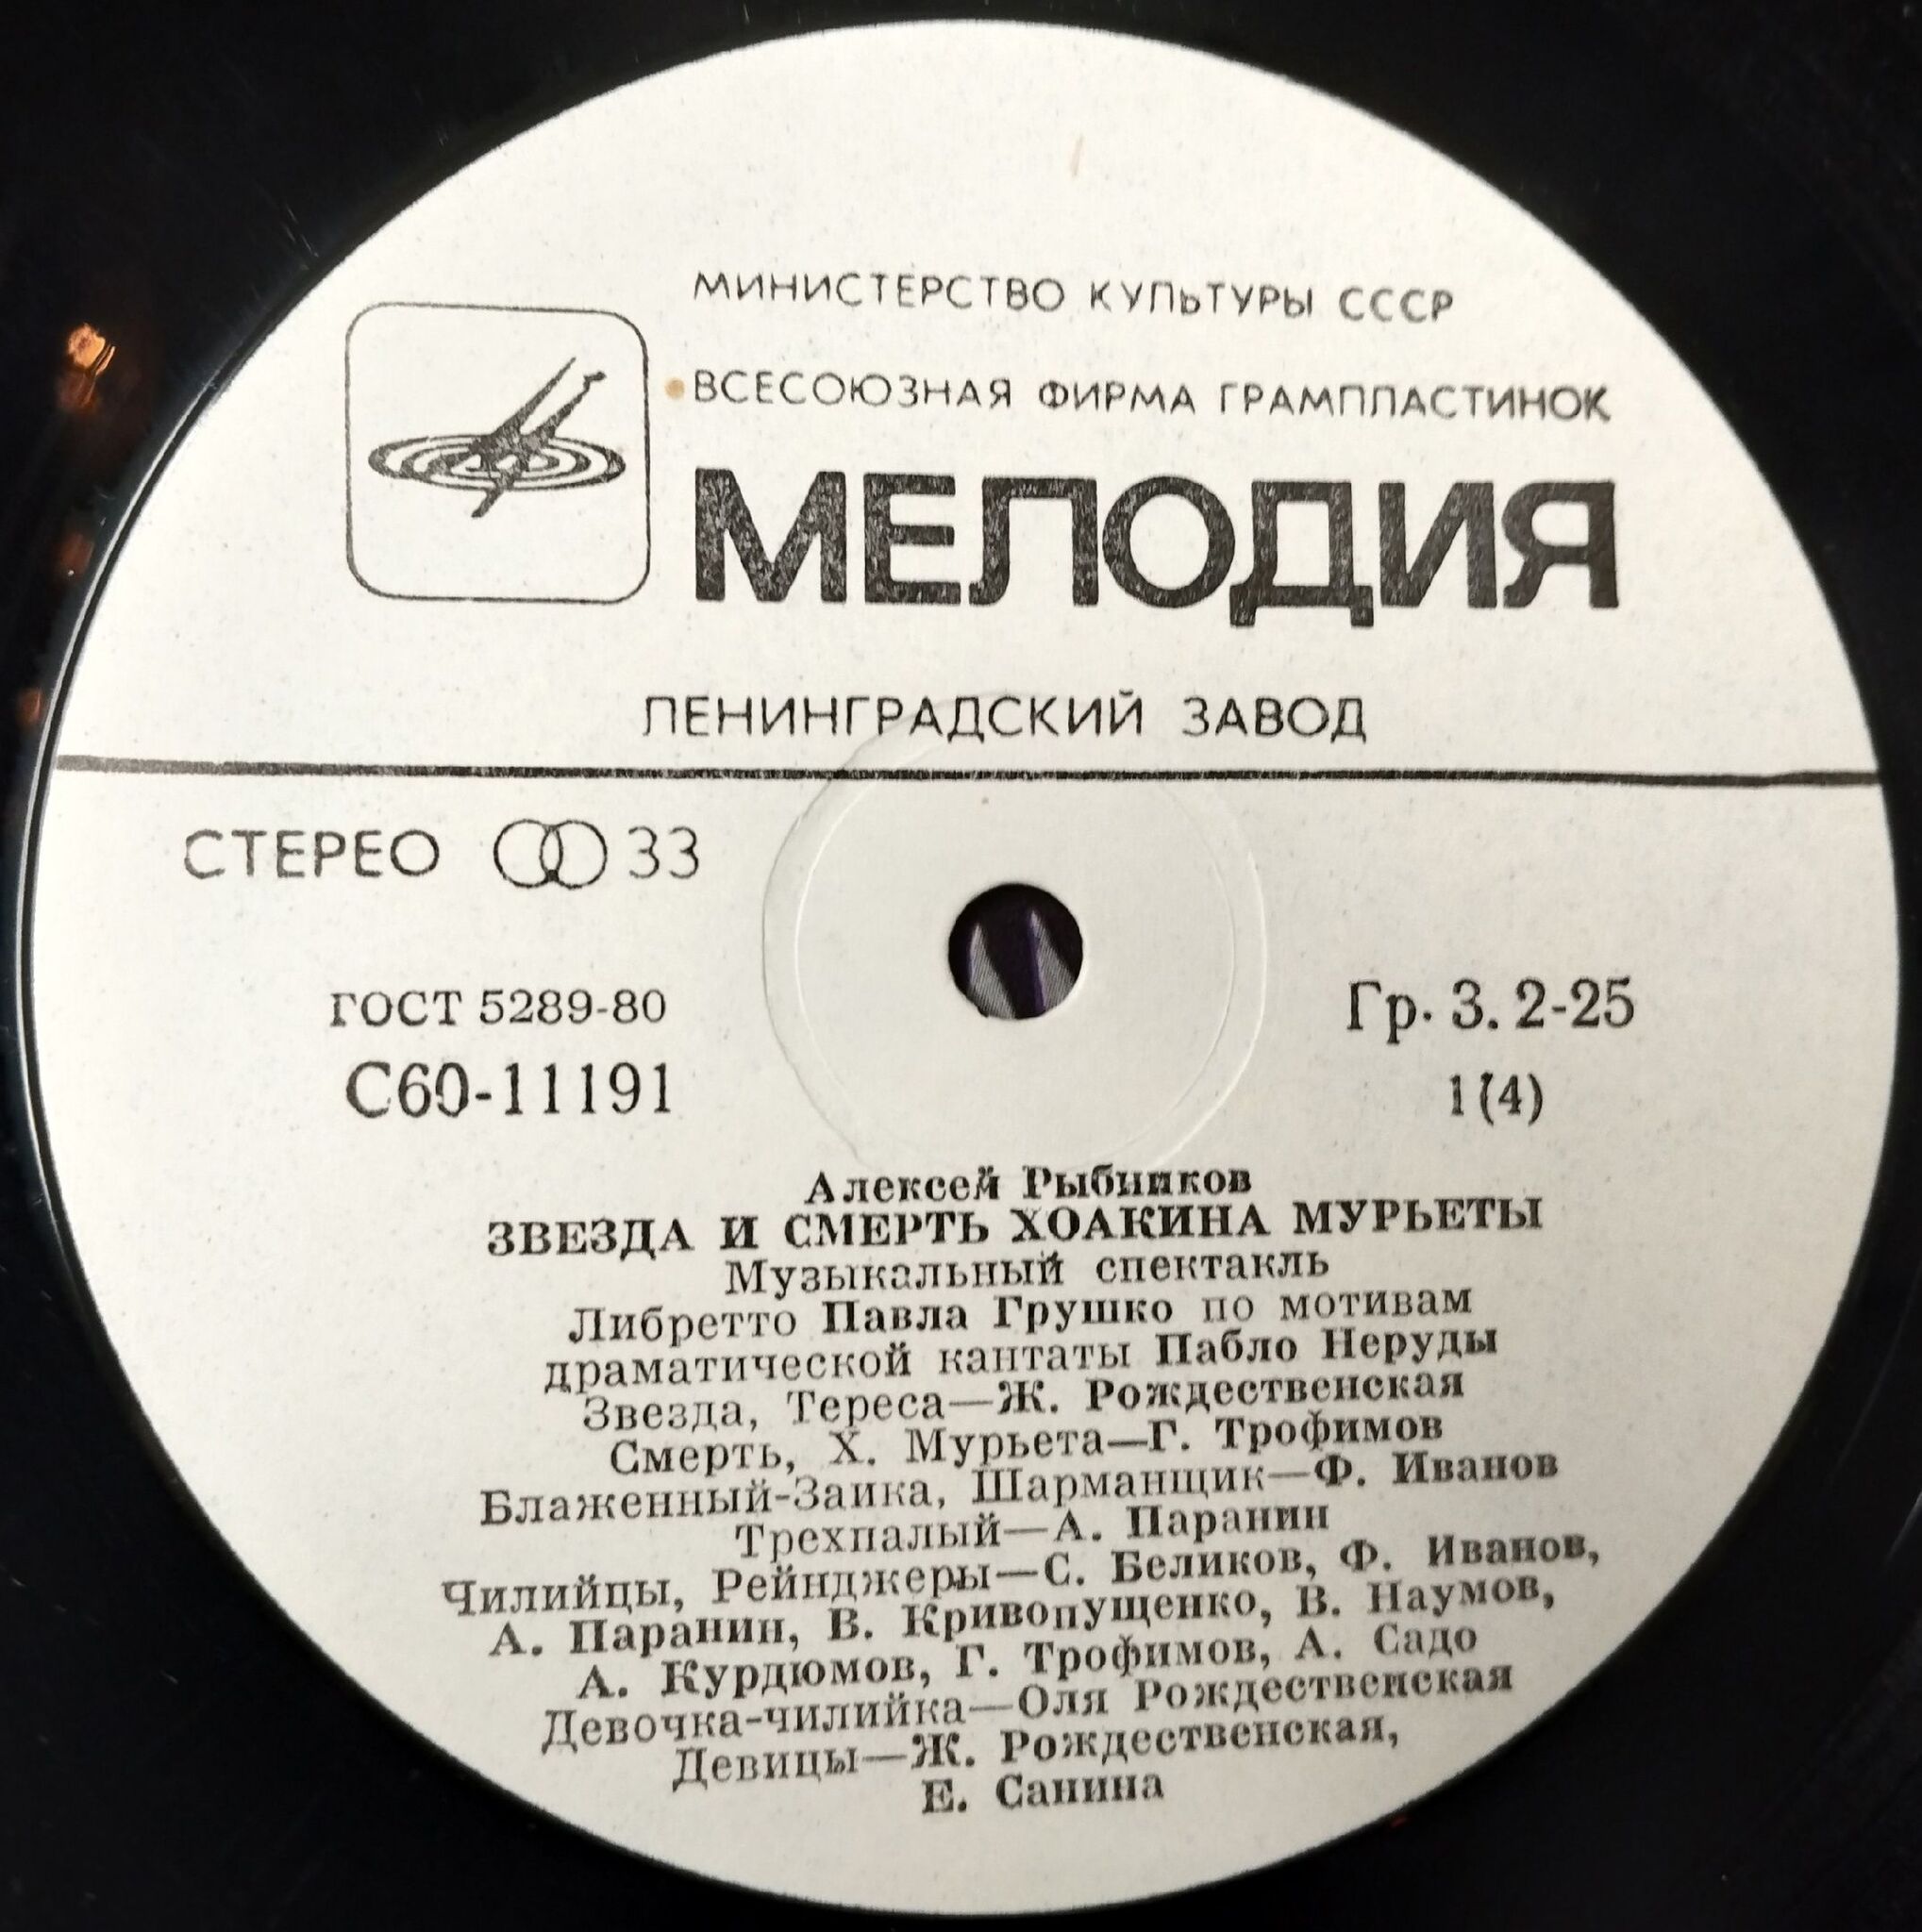 МИНИСТЕРСТВО КУЛЬТУРЫ СССР
ВСЕСОЮЗНАЯ ФИРМА ГРАМПЛАСТИНОК
МЕЛОДИЯ
ЛЕНИНГРАДСКИЙ ЗАВОД
СТЕРЕО 33
ГОСТ 5289-80
Гр. 3. 2-25
С60-11191
1(4)
Алексей Рыбников
ЗВЕЗДА И СМЕРТЬ ХОАКИНА МУРЬЕТЫ
Музыкальный спектакль
Либретто Павла Грушко по мотивам
драматической кантаты Пабло Неруды
Звезда, Тереса—Ж. Рождественская
Смерть, Х. Мурьета—Г. Трофимов
Блаженный-Заика, Шарманщик—Ф. Иванов
Трехпалый—А. Паранин
Чилийцы, Рейнджеры—С. Беликов, Ф. Иванов,
А. Паранин, В. Кривопущенко, В. Наумов,
А. Курдюмов, Г. Трофимов, А. Садо
Девочка-чилийка—Оля Рождественская
Девицы—Ж. Рождественская,
Е. Санина